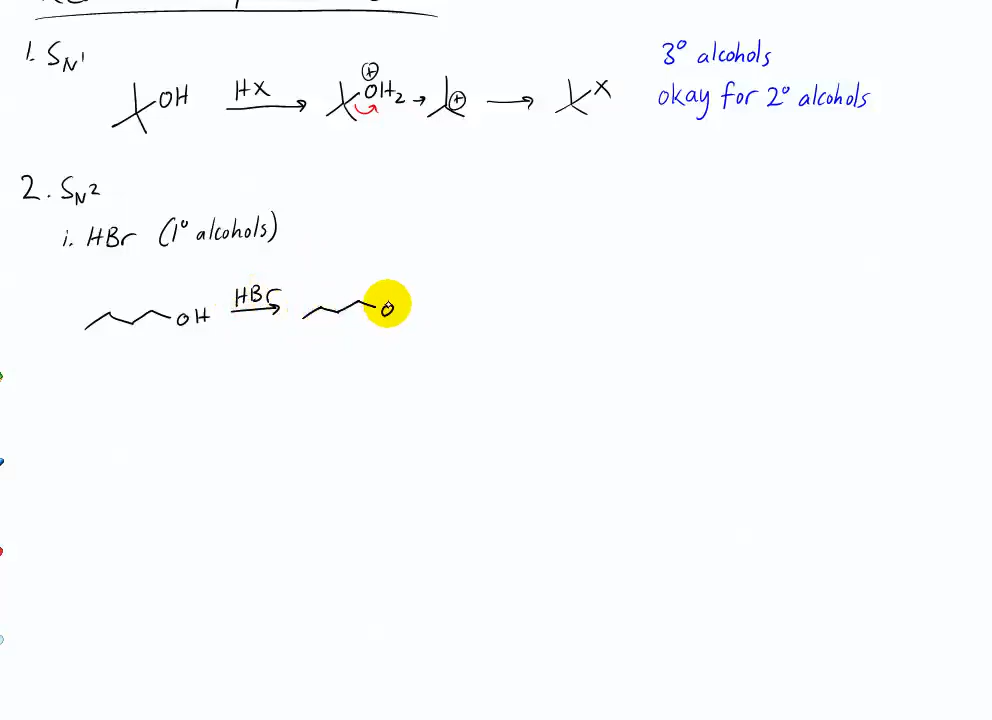 1. SN1
OH HX ⊕ OH2 → ⊕ → X
3° alcohols
okay for 2° alcohols
2. SN2
i. HBr (1° alcohols)
OH HBr → O